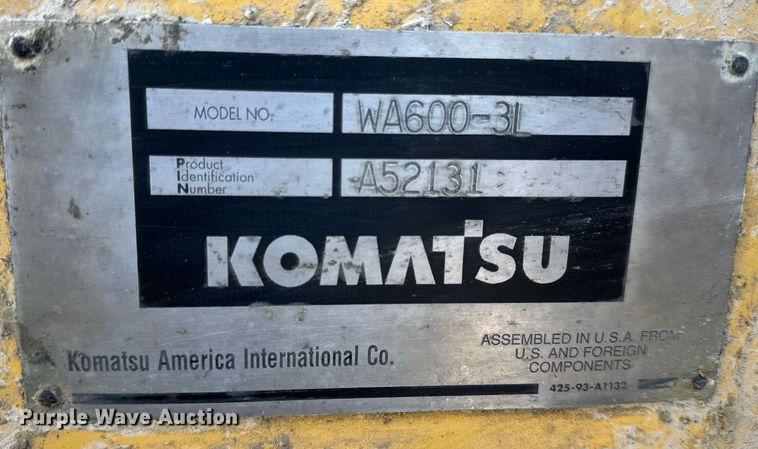 MODEL NO. WA600-3L
Product
Identification
Number
A52131
KOMATSU
Komatsu America International Co.
ASSEMBLED IN U.S.A. FROM
U.S. AND FOREIGN
COMPONENTS
425-93-A1132
Purple Wave Auction